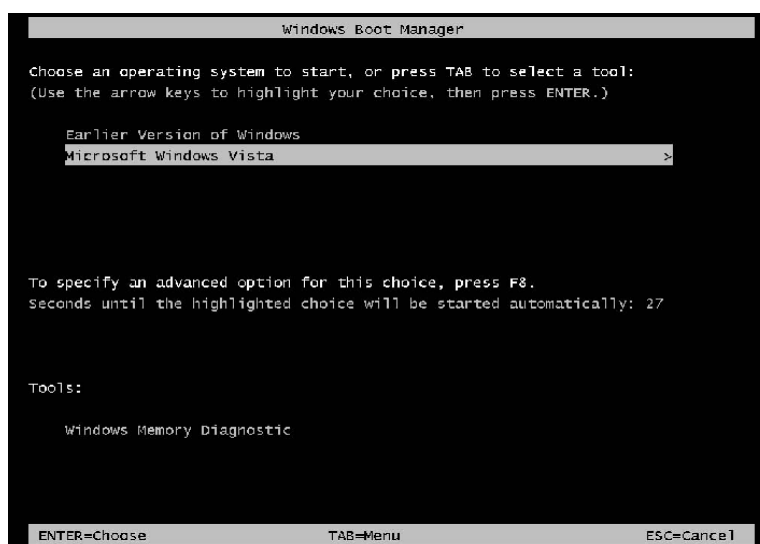 Windows Boot Manager
Choose an operating system to start, or press TAB to select a tool:
(Use the arrow keys to highlight your choice, then press ENTER.)
Earlier Version of Windows
Microsoft Windows Vista >
To specify an advanced option for this choice, press F8.
Seconds until the highlighted choice will be started automatically: 27
Tools:
Windows Memory Diagnostic
ENTER=Choose TAB=Menu ESC=Cancel